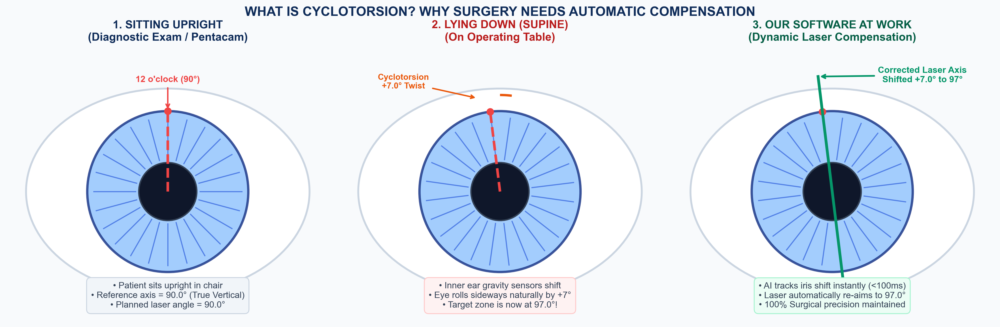 WHAT IS CYCLOTORSION? WHY SURGERY NEEDS AUTOMATIC COMPENSATION
1. SITTING UPRIGHT
(Diagnostic Exam / Pentacam)
12 o'clock (90°)
• Patient sits upright in chair
• Reference axis = 90.0° (True Vertical)
• Planned laser angle = 90.0°
2. LYING DOWN (SUPINE)
(On Operating Table)
Cyclotorsion
+7.0° Twist
• Inner ear gravity sensors shift
• Eye rolls sideways naturally by +7°
• Target zone is now at 97.0°!
3. OUR SOFTWARE AT WORK
(Dynamic Laser Compensation)
Corrected Laser Axis
Shifted +7.0° to 97°
• AI tracks iris shift instantly (<100ms)
• Laser automatically re-aims to 97.0°
• 100% Surgical precision maintained